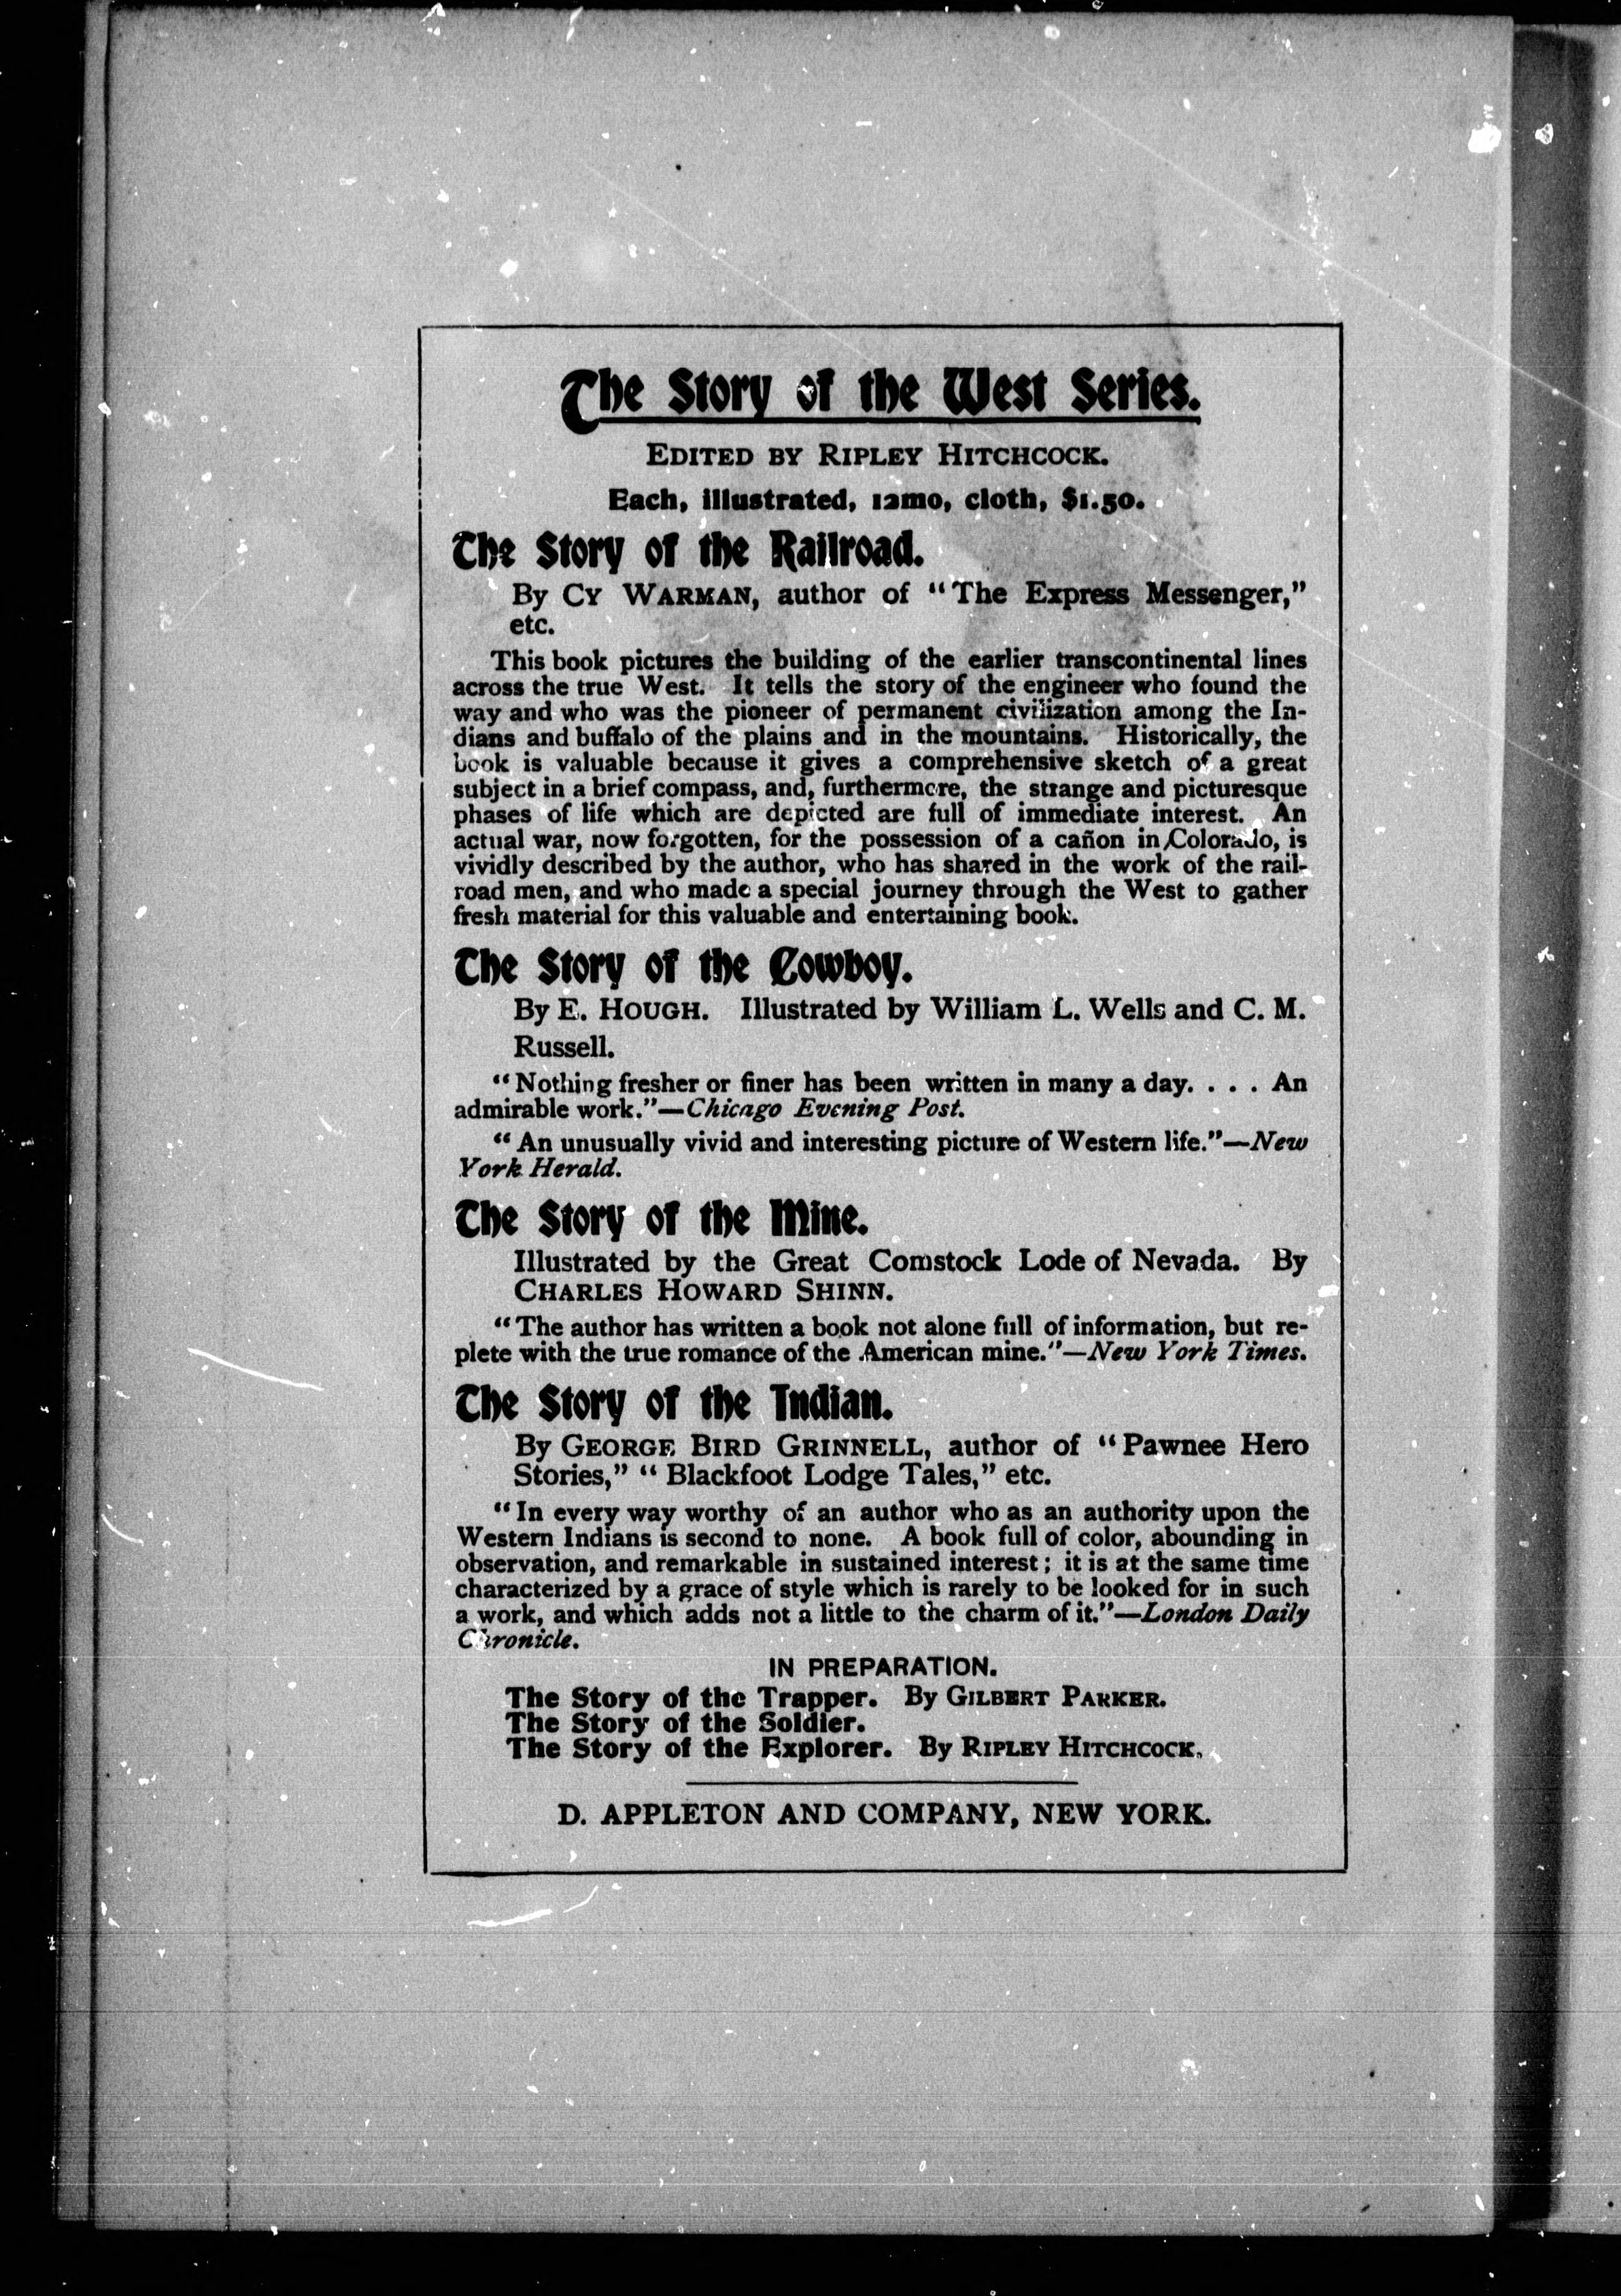 The Story of the West Series.
EDITED BY RIPLEY HITCHCOCK.
Each, illustrated, 12mo, cloth, $1.50.
The Story of the Railroad.
By CY WARMAN, author of “The Express Messenger,”
etc.
This book pictures the building of the earlier transcontinental lines
across the true West. It tells the story of the engineer who found the
way and who was the pioneer of permanent civilization among the In-
dians and buffalo of the plains and in the mountains. Historically, the
book is valuable because it gives a comprehensive sketch of a great
subject in a brief compass, and, furthermore, the strange and picturesque
phases of life which are depicted are full of immediate interest. An
actual war, now forgotten, for the possession of a cañon in Colorado, is
vividly described by the author, who has shared in the work of the rail-
road men, and who made a special journey through the West to gather
fresh material for this valuable and entertaining book.
The Story of the Cowboy.
By E. HOUGH. Illustrated by William L. Wells and C. M.
Russell.
“Nothing fresher or finer has been written in many a day. . . . An
admirable work.”—Chicago Evening Post.
“An unusually vivid and interesting picture of Western life.”—New
York Herald.
The Story of the Mine.
Illustrated by the Great Comstock Lode of Nevada. By
CHARLES HOWARD SHINN.
“The author has written a book not alone full of information, but re-
plete with the true romance of the American mine.”—New York Times.
The Story of the Indian.
By GEORGE BIRD GRINNELL, author of “Pawnee Hero
Stories,” “Blackfoot Lodge Tales,” etc.
“In every way worthy of an author who as an authority upon the
Western Indians is second to none. A book full of color, abounding in
observation, and remarkable in sustained interest; it is at the same time
characterized by a grace of style which is rarely to be looked for in such
a work, and which adds not a little to the charm of it.”—London Daily
Chronicle.
IN PREPARATION.
The Story of the Trapper. By GILBERT PARKER.
The Story of the Soldier.
The Story of the Explorer. By RIPLEY HITCHCOCK.
D. APPLETON AND COMPANY, NEW YORK.